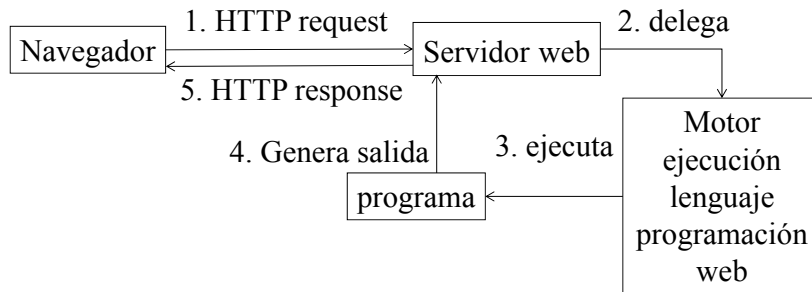 1. HTTP request
2. delega
Navegador
Servidor web
5. HTTP response
4. Genera salida
3. ejecuta
programa
Motor
ejecución
lenguaje
programación
web